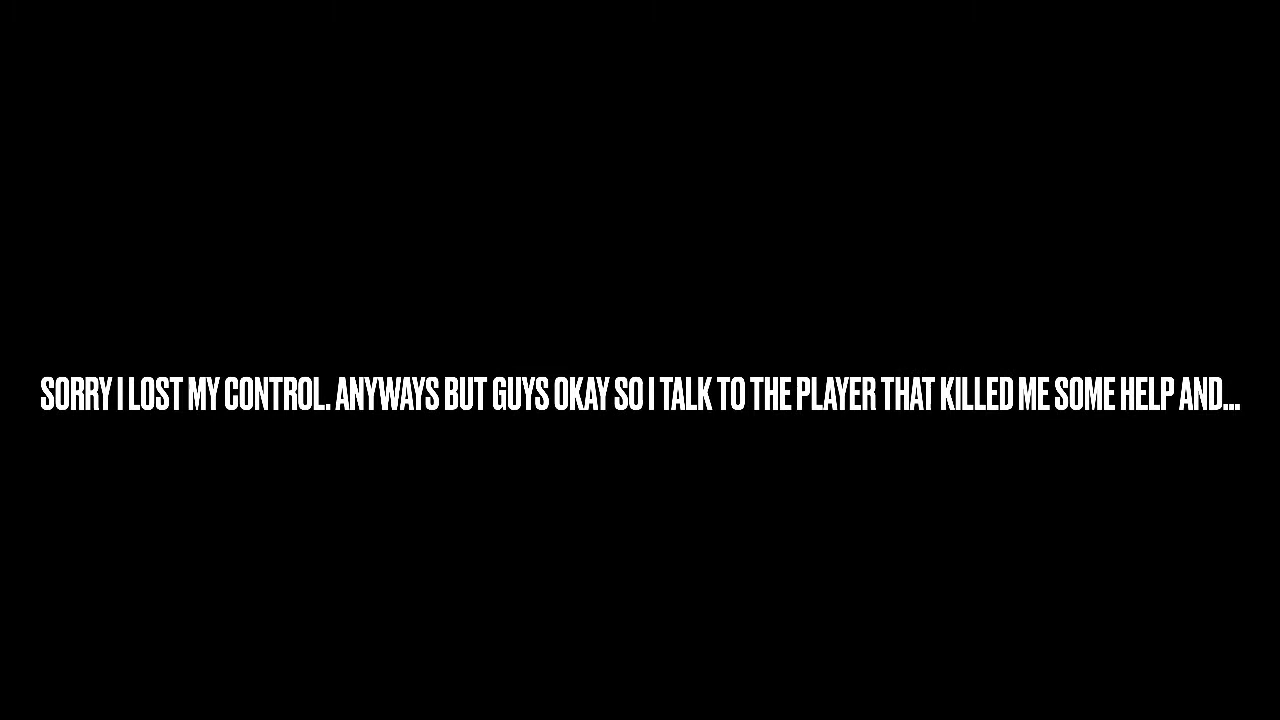 SORRY I LOST MY CONTROL. ANYWAYS BUT GUYS OKAY SO I TALK TO THE PLAYER THAT KILLED ME SOME HELP AND...